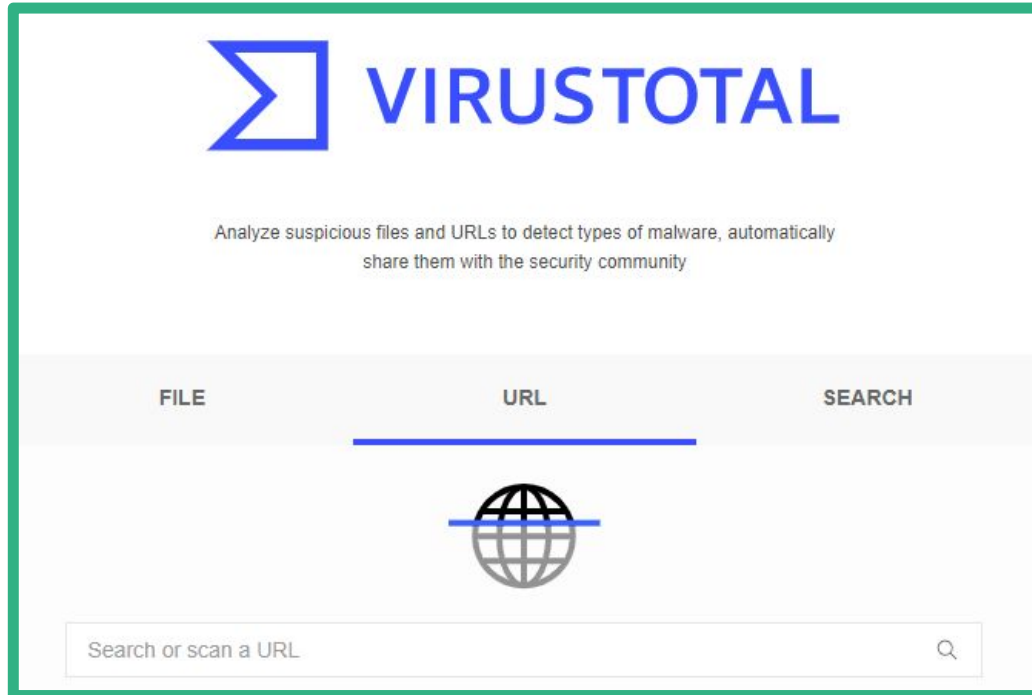 VIRUSTOTAL
Analyze suspicious files and URLs to detect types of malware, automatically
share them with the security community
FILE URL SEARCH
Search or scan a URL